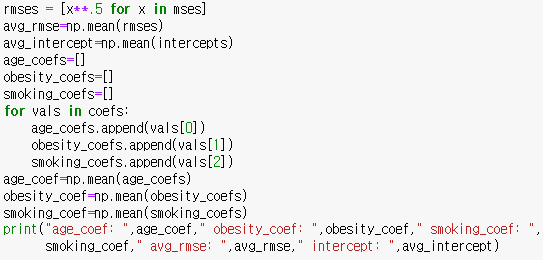 rmses = [x**.5 for x in mses]
avg_rmse=np.mean(rmses)
avg_intercept=np.mean(intercepts)
age_coefs=[]
obesity_coefs=[]
smoking_coefs=[]
for vals in coefs:
    age_coefs.append(vals[0])
    obesity_coefs.append(vals[1])
    smoking_coefs.append(vals[2])
age_coef=np.mean(age_coefs)
obesity_coef=np.mean(obesity_coefs)
smoking_coef=np.mean(smoking_coefs)
print("age_coef: ",age_coef," obesity_coef: ",obesity_coef," smoking_coef: ",
      smoking_coef," avg_rmse: ",avg_rmse," intercept: ",avg_intercept)